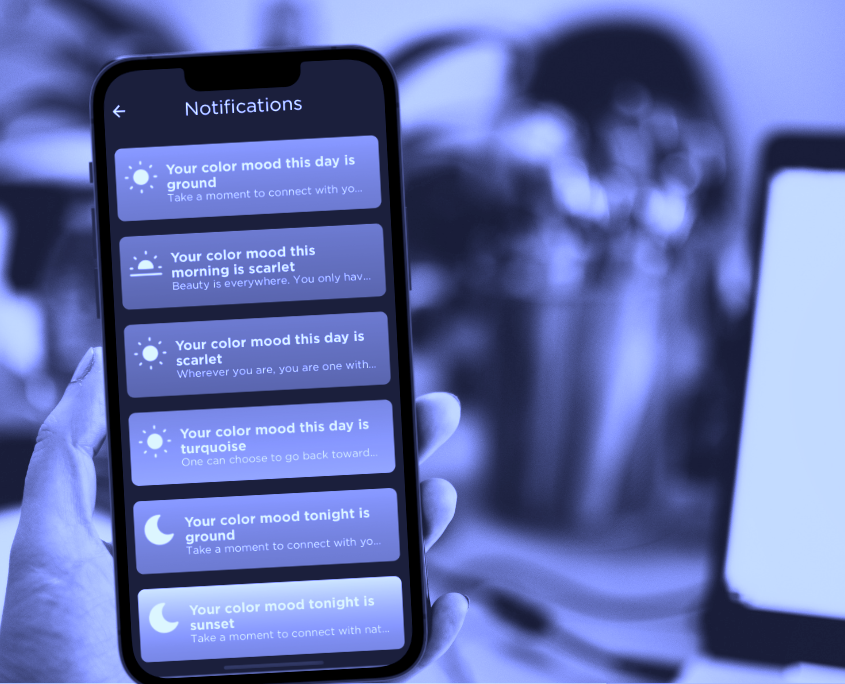 Notifications
Your color mood this day is
ground
Take a moment to connect with yo...
Your color mood this
morning is scarlet
Beauty is everywhere. You only hav...
Your color mood this day is
scarlet
Wherever you are, you are one with...
Your color mood this day is
turquoise
One can choose to go back toward...
Your color mood tonight is
ground
Take a moment to connect with yo...
Your color mood tonight is
sunset
Take a moment to connect with nat...